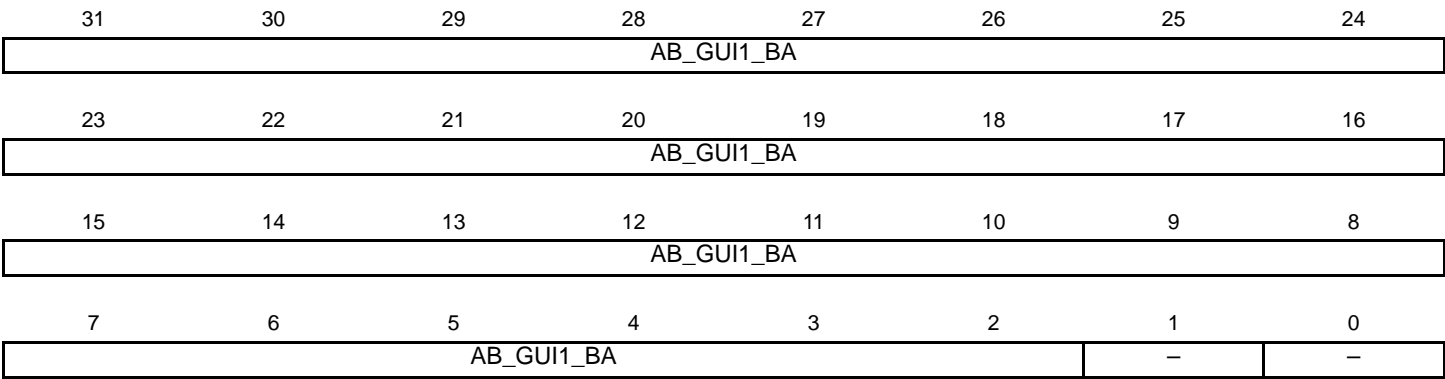 31 30 29 28 27 26 25 24
AB_GUI1_BA
23 22 21 20 19 18 17 16
AB_GUI1_BA
15 14 13 12 11 10 9 8
AB_GUI1_BA
7 6 5 4 3 2 1 0
AB_GUI1_BA – –